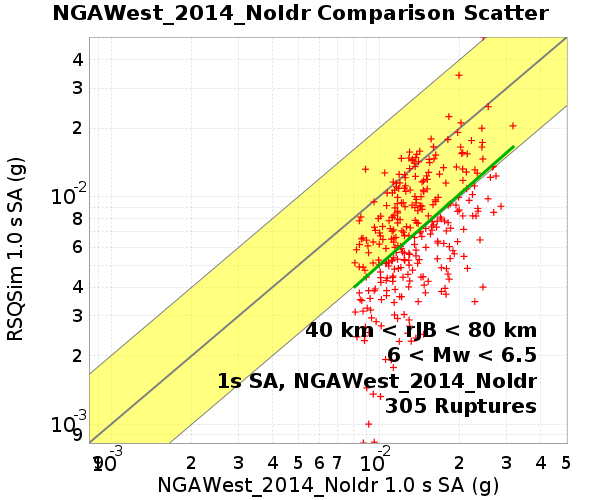 NGAWest_2014_NoIdr Comparison Scatter
RSQSim 1.0 s SA (g)
4
3
2
10-2
8
6
4
3
2
10-3
9
40 km < rJB < 80 km
6 < Mw < 6.5
1s SA, NGAWest_2014_NoIdr
305 Ruptures
9 10-3 2 3 4 5 6 7 10-2 2 3 4 5
NGAWest_2014_NoIdr 1.0 s SA (g)